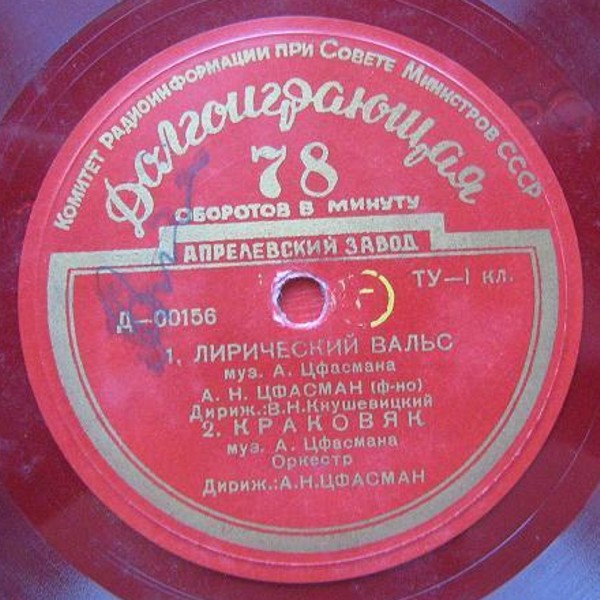 Комитет радиоинформации при Совете Министров СССР
Долгоиграющая
78
оборотов в минуту
АПРЕЛЕВСКИЙ ЗАВОД
ТУ—1 кл.
Д—00156
1. ЛИРИЧЕСКИЙ ВАЛЬС
муз. А. Цфасмана
А. Н. ЦФАСМАН (ф-но)
Дириж.: В.Н. Кнушевицкий
2. КРАКОВЯК
муз. А. Цфасмана
Оркестр
Дириж.: А.Н. ЦФАСМАН